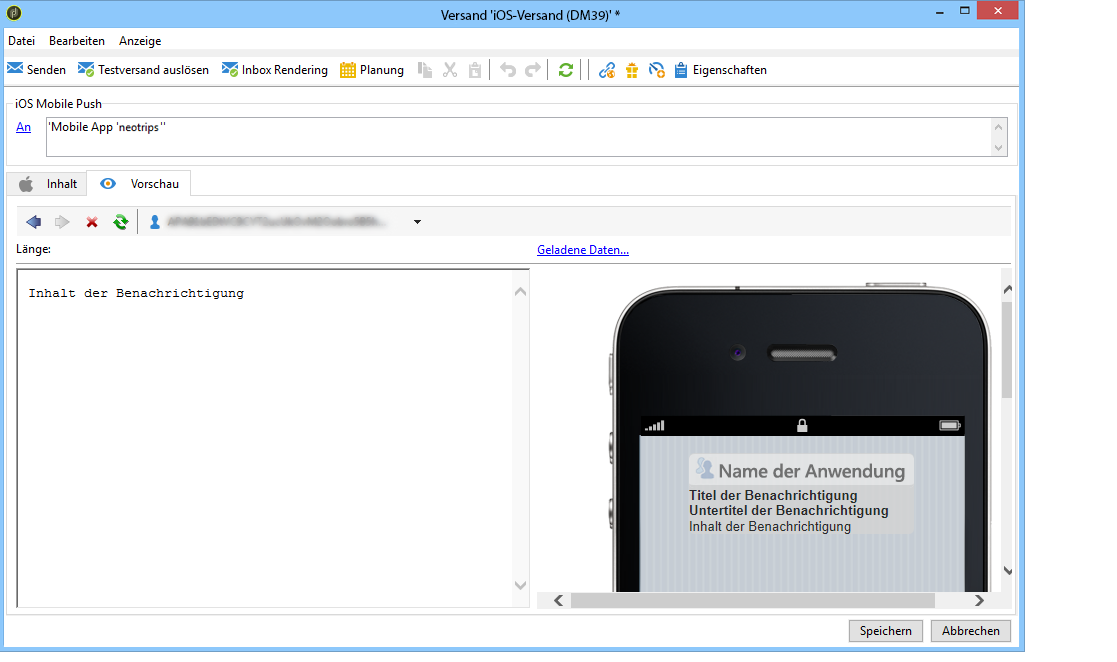 Versand 'iOS-Versand (DM39)' *
Datei Bearbeiten Anzeige
Senden Testversand auslösen Inbox Rendering Planung Eigenschaften
iOS Mobile Push
An 'Mobile App 'neotrips''
Inhalt Vorschau
Länge: Geladene Daten...
Inhalt der Benachrichtigung
Name der Anwendung
Titel der Benachrichtigung
Untertitel der Benachrichtigung
Inhalt der Benachrichtigung
Speichern Abbrechen